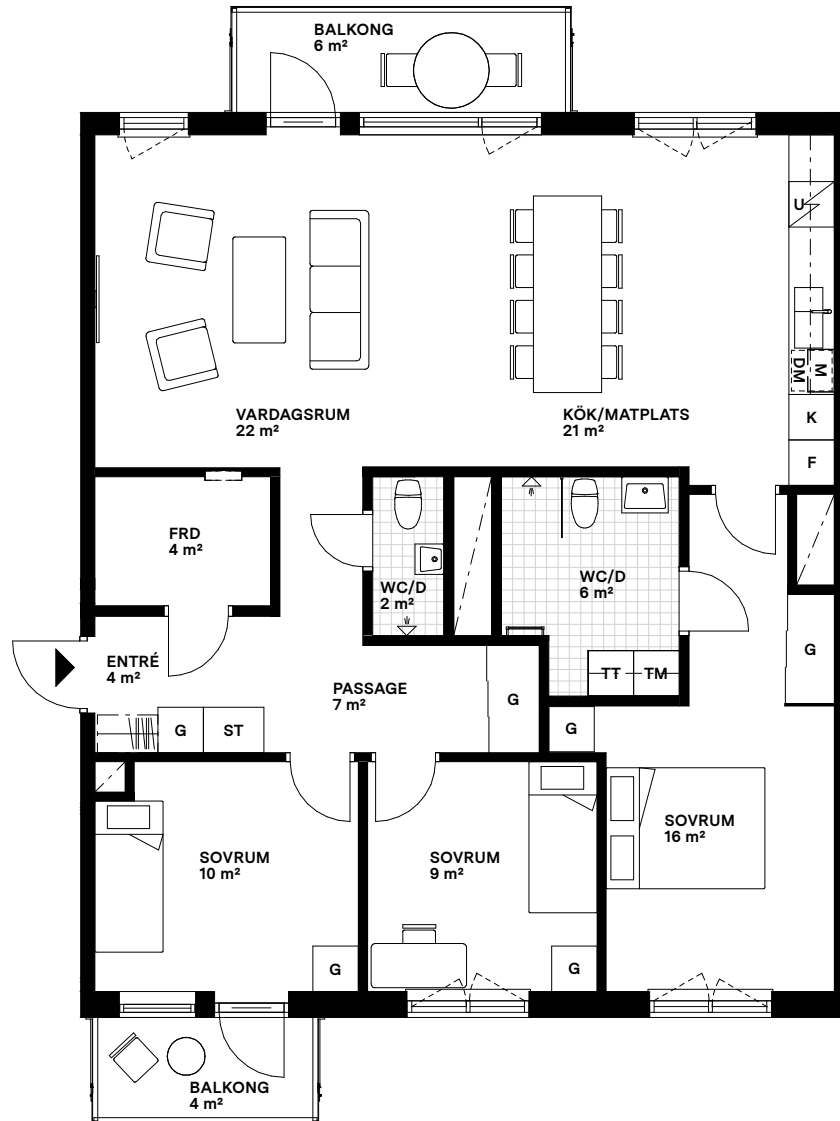 BALKONG
6 m²
U
DM
M
K
F
VARDAGSRUM
22 m²
KÖK/MATPLATS
21 m²
FRD
4 m²
WC/D
2 m²
WC/D
6 m²
TT
TM
G
ENTRÉ
4 m²
PASSAGE
7 m²
G
ST
G
G
SOVRUM
10 m²
SOVRUM
9 m²
SOVRUM
16 m²
G
G
BALKONG
4 m²